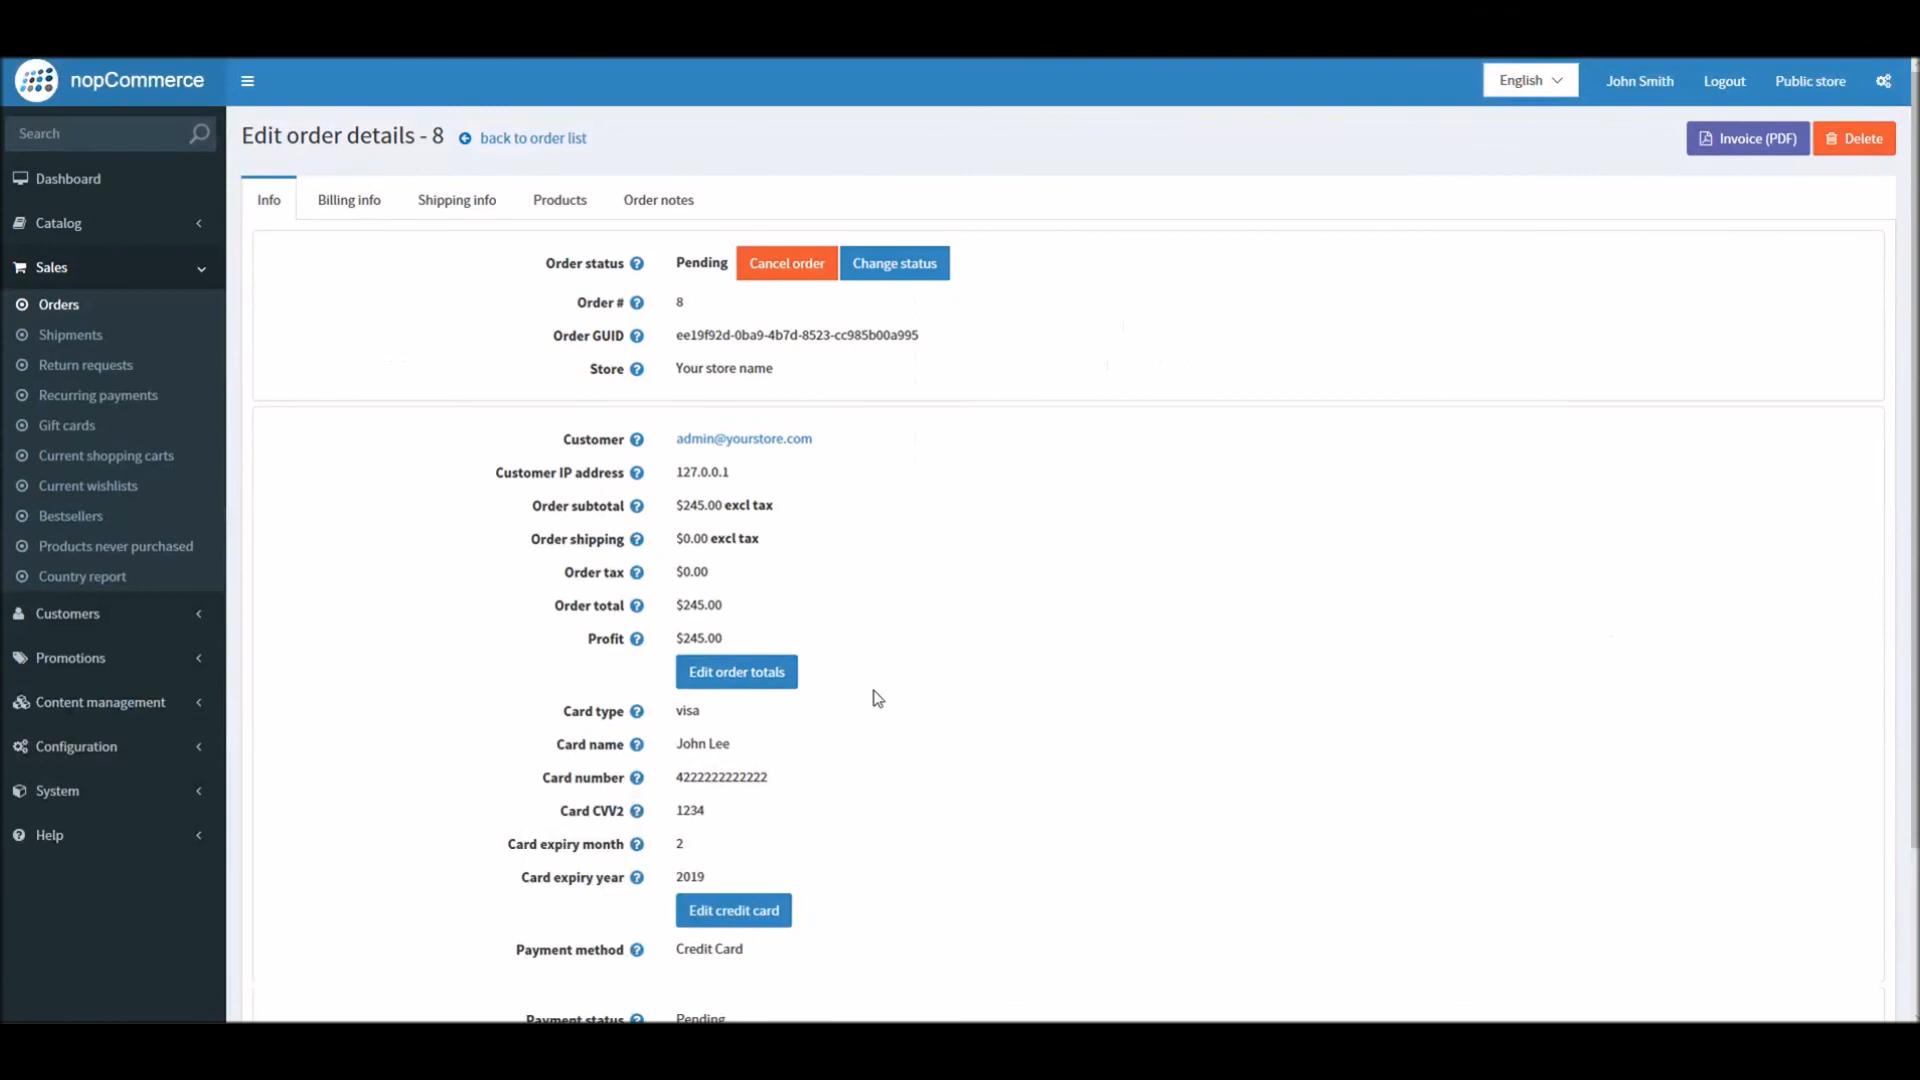 nopCommerce
English
John Smith
Logout
Public store
Search
Edit order details - 8
back to order list
Invoice (PDF)
Delete
Dashboard
Catalog
Sales
Orders
Shipments
Return requests
Recurring payments
Gift cards
Current shopping carts
Current wishlists
Bestsellers
Products never purchased
Country report
Customers
Promotions
Content management
Configuration
System
Help
Info
Billing info
Shipping info
Products
Order notes
Order status Pending Cancel order Change status
Order # 8
Order GUID ee19f92d-0ba9-4b7d-8523-cc985b00a995
Store Your store name
Customer admin@yourstore.com
Customer IP address 127.0.0.1
Order subtotal $245.00 excl tax
Order shipping $0.00 excl tax
Order tax $0.00
Order total $245.00
Profit $245.00
Edit order totals
Card type visa
Card name John Lee
Card number 4222222222222
Card CVV2 1234
Card expiry month 2
Card expiry year 2019
Edit credit card
Payment method Credit Card
Payment status Pending